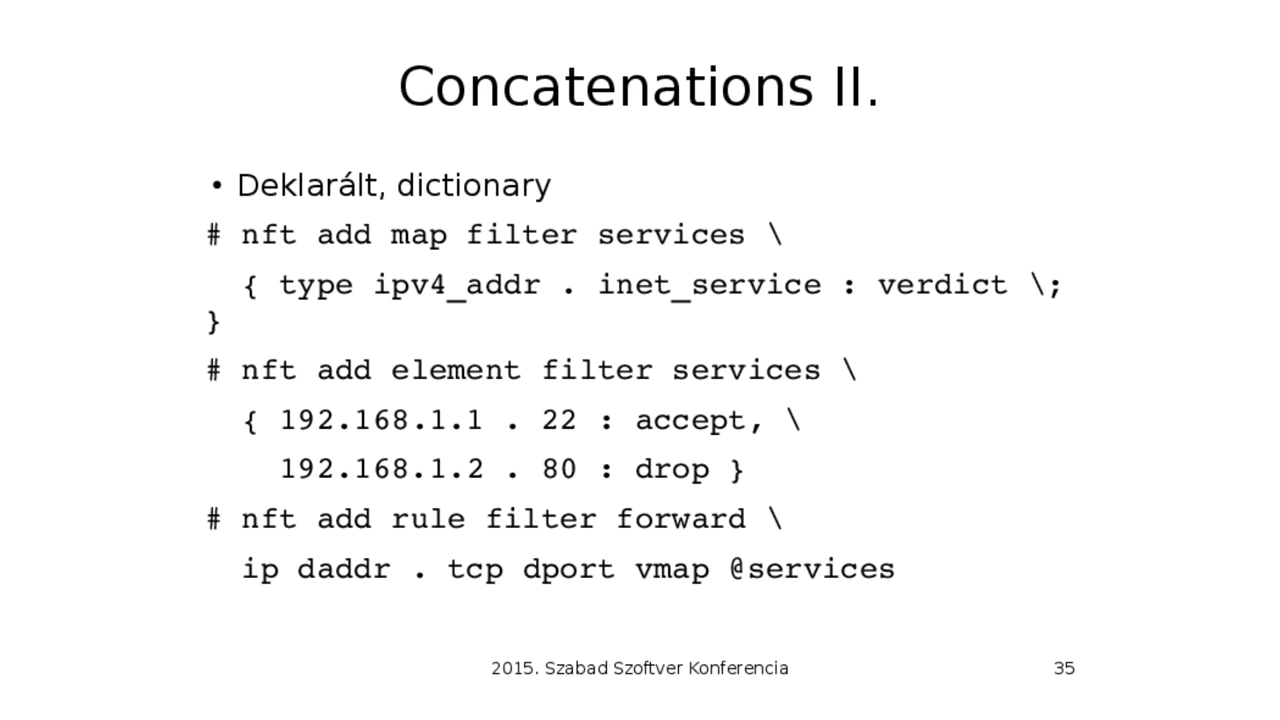 Concatenations II.
• Deklarált, dictionary
# nft add map filter services \
{ type ipv4_addr . inet_service : verdict \;
}
# nft add element filter services \
{ 192.168.1.1 . 22 : accept, \
192.168.1.2 . 80 : drop }
# nft add rule filter forward \
ip daddr . tcp dport vmap @services
2015. Szabad Szoftver Konferencia
35